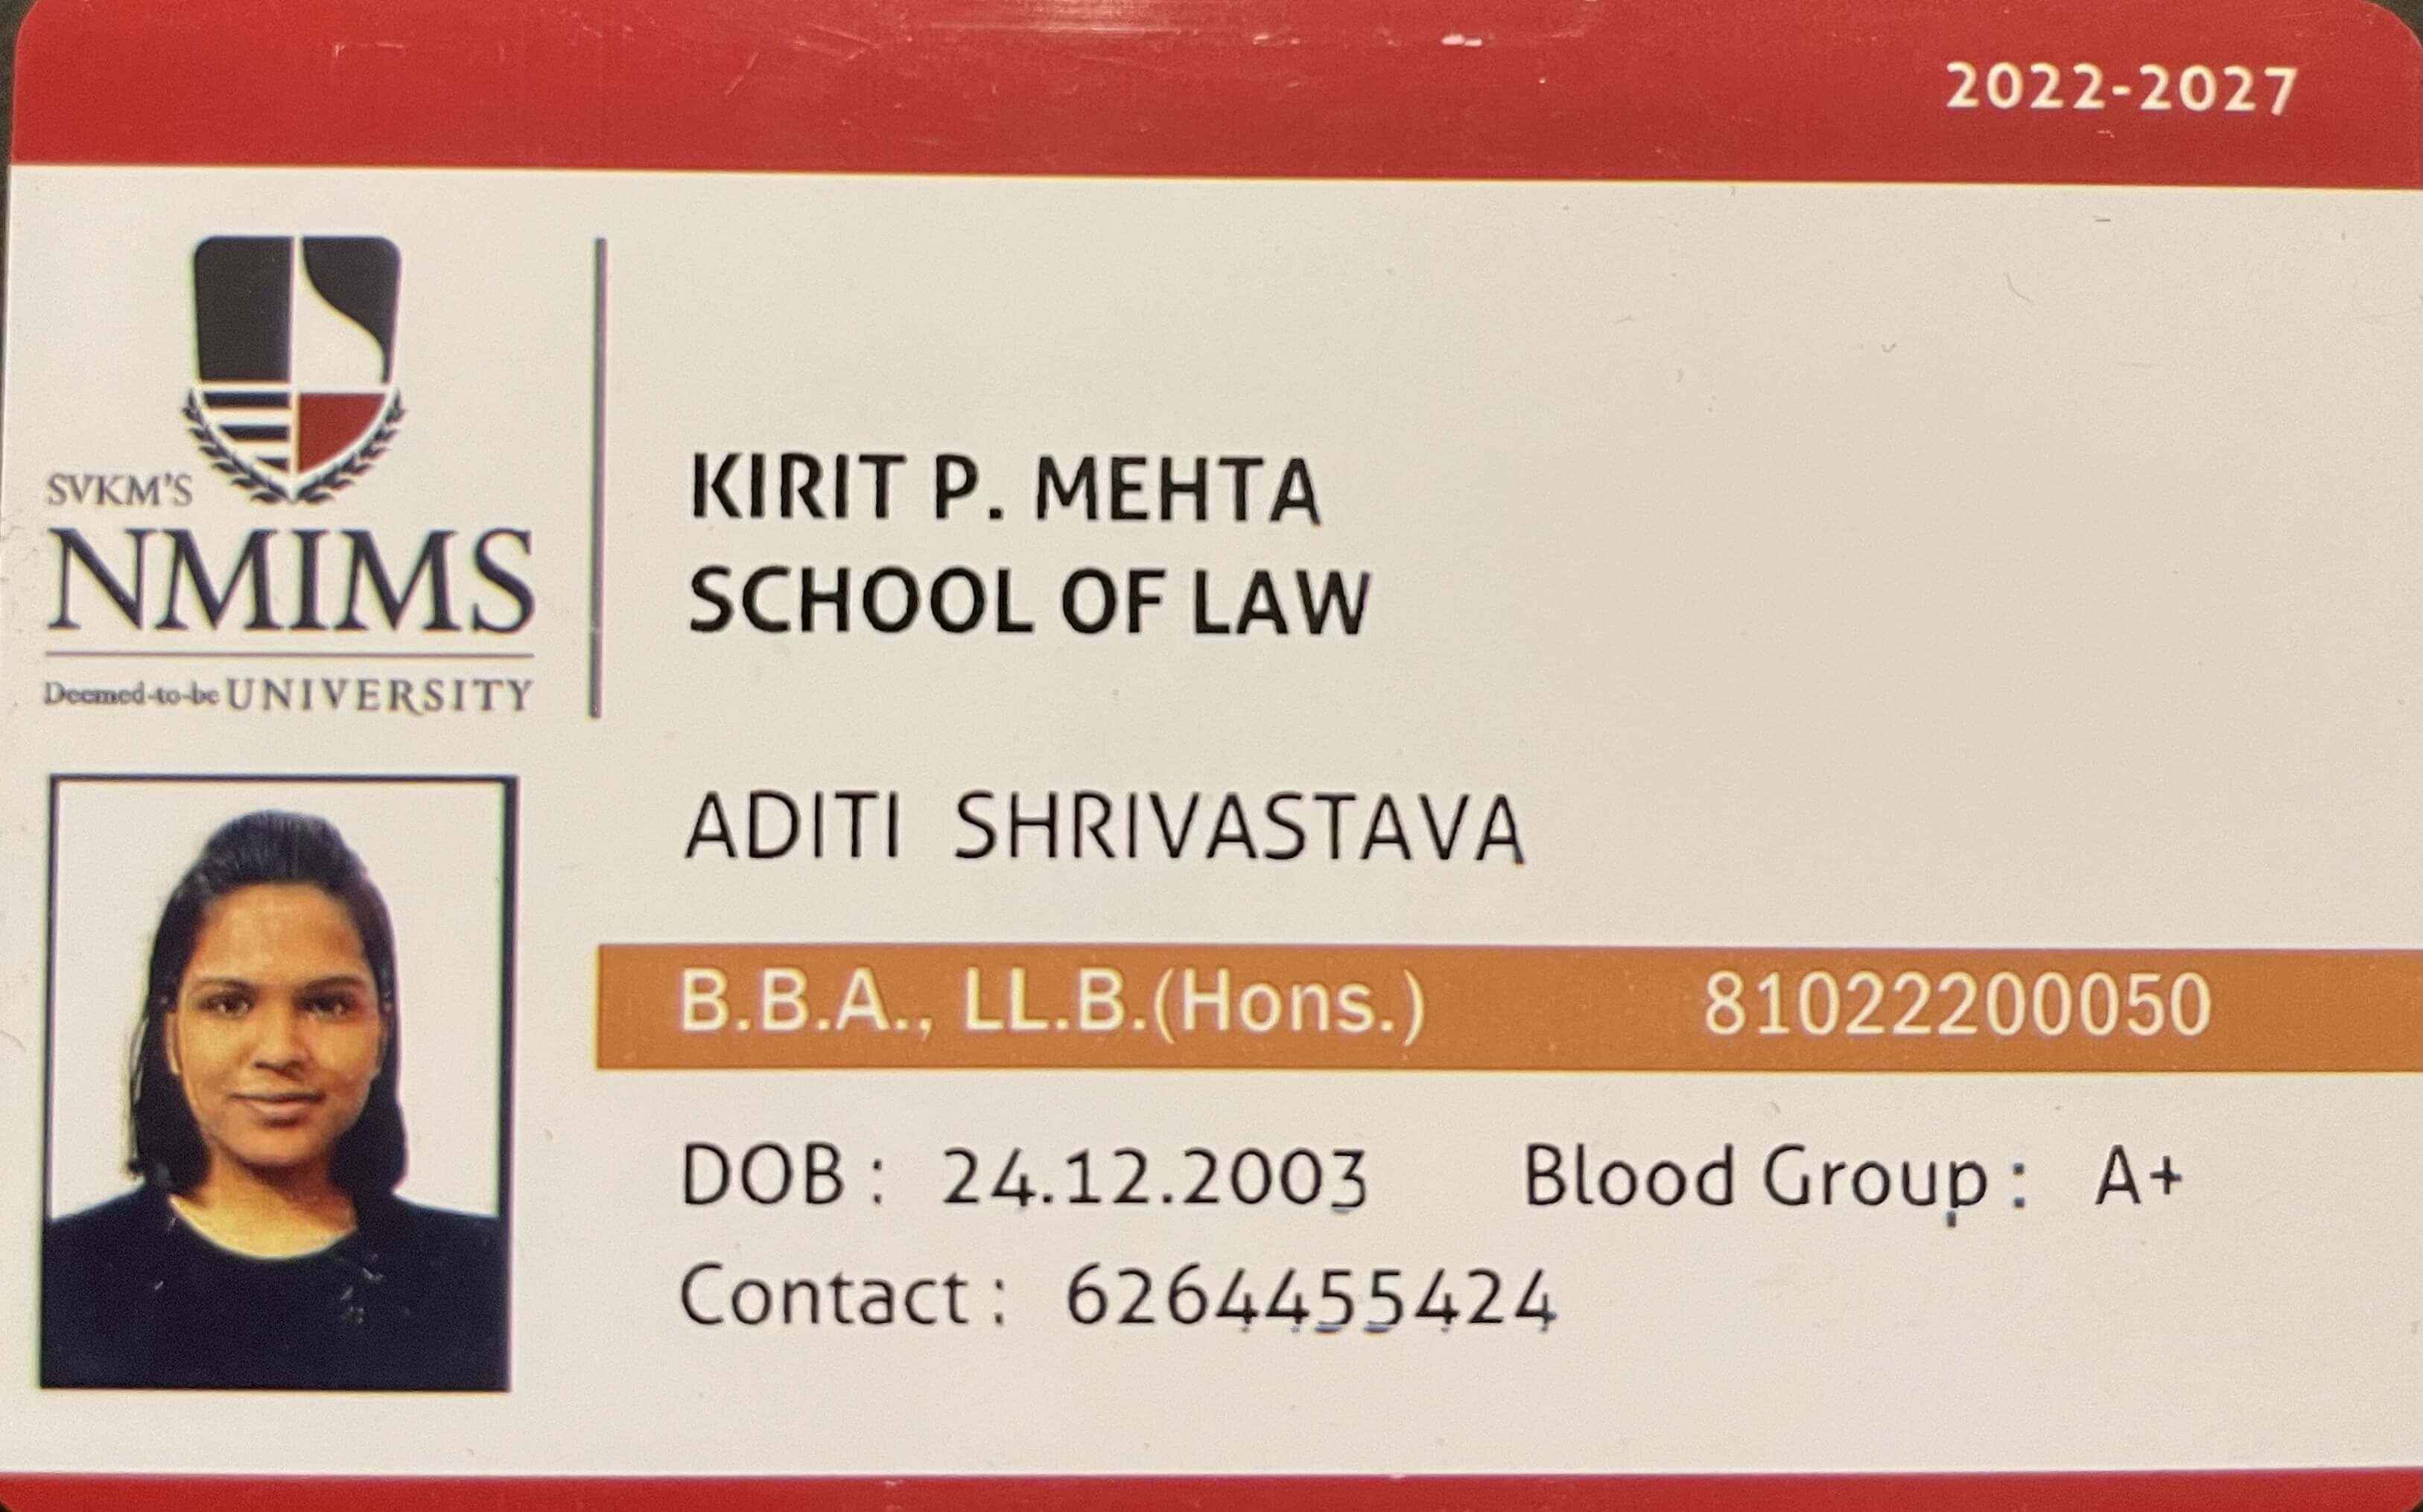 2022-2027
SVKM'S
NMIMS
Deemed-to-be UNIVERSITY
KIRIT P. MEHTA
SCHOOL OF LAW
ADITI SHRIVASTAVA
B.B.A., LL.B.(Hons.) 81022200050
DOB : 24.12.2003 Blood Group : A+
Contact : 6264455424